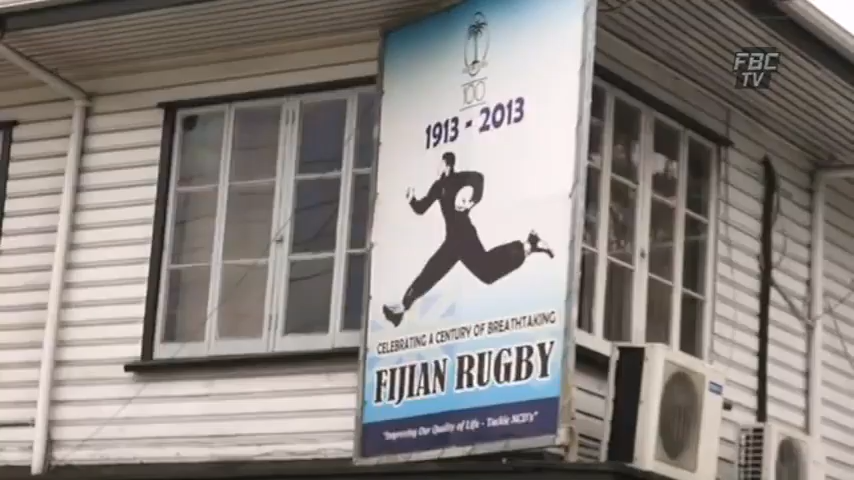 FBC
TV
100
1913 - 2013
CELEBRATING A CENTURY OF BREATHTAKING
FIJIAN RUGBY
"Improving Our Quality of Life - Tackle NCD's"